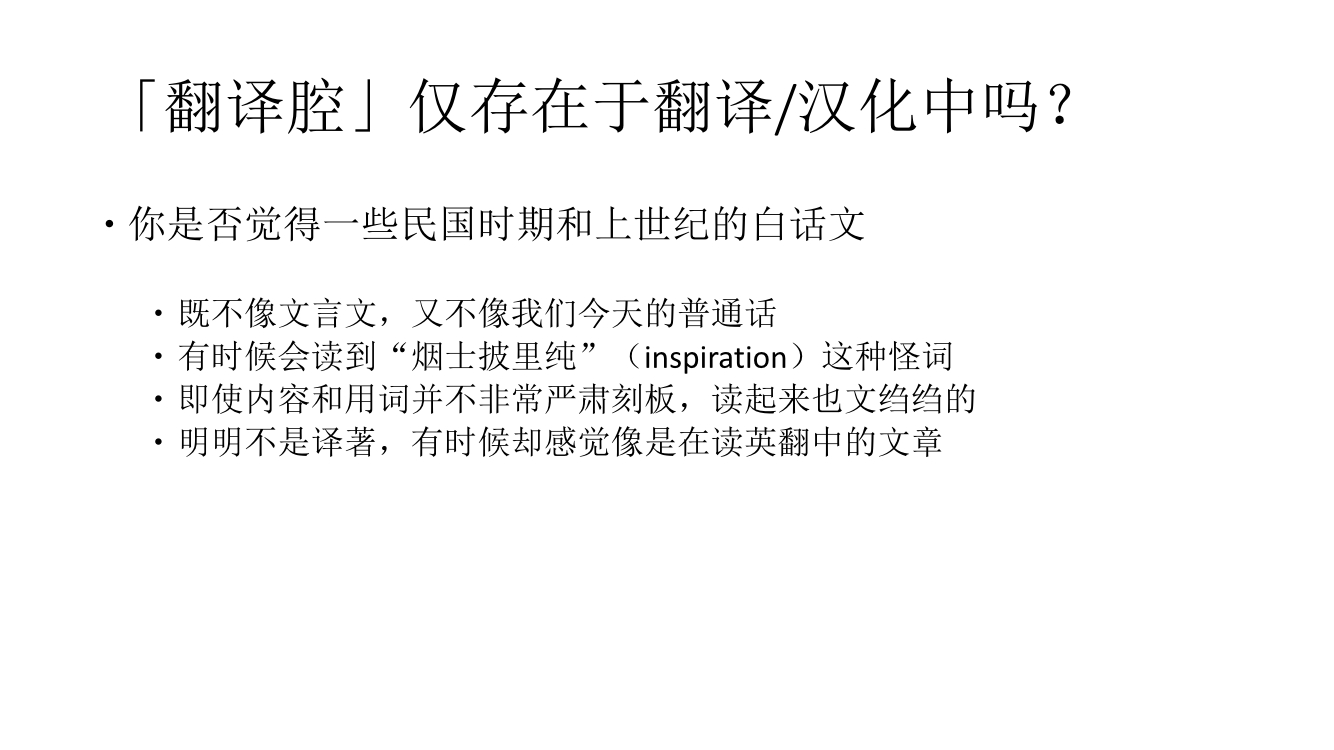 「翻译腔」仅存在于翻译/汉化中吗？
• 你是否觉得一些民国时期和上世纪的白话文
• 既不像文言文，又不像我们今天的普通话
• 有时候会读到“烟士披里纯”（inspiration）这种怪词
• 即使内容和用词并不非常严肃刻板，读起来也文绉绉的
• 明明不是译著，有时候却感觉像是在读英翻中的文章